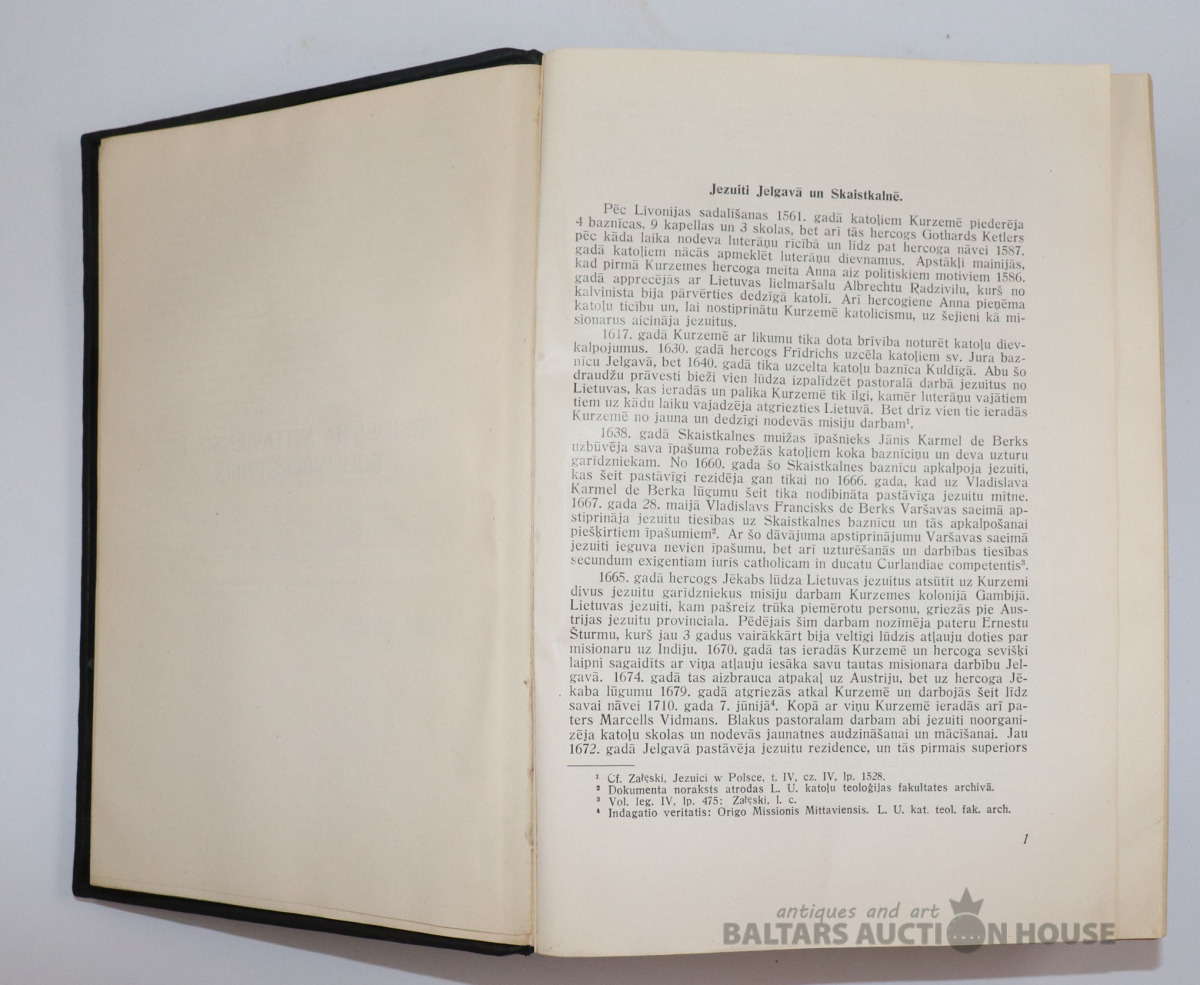 Jezuiti Jelgavā un Skaistkalnē.
Pēc Livonijas sadalīšanas 1561. gadā katoļiem Kurzemē piederēja
4 baznīcas, 9 kapellas un 3 skolas, bet arī tās hercogs Gothards Ketlers
pēc kāda laika nodeva luterāņu rīcībā un līdz pat hercoga nāvei 1587.
gadā katoļiem nācās apmeklēt luterāņu dievnamus. Apstākļi mainijās,
kad pirmā Kurzemes hercoga meita Anna aiz politiskiem motiviem 1586.
gadā apprecējās ar Lietuvas lielmaršalu Albrechtu Radzivilu, kurš no
kalvinista bija pārvērties dedzīgā katolī. Arī hercogiene Anna pieņēma
katoļu ticību un, lai nostiprinātu Kurzemē katolicismu, uz šejieni kā mi-
sionarus aicināja jezuitus.
1617. gadā Kurzemē ar likumu tika dota brīvība noturēt katoļu diev-
kalpojumus. 1630. gadā hercogs Frīdrichs uzcēla katoļiem sv. Jura baz-
nīcu Jelgavā, bet 1640. gadā tika uzcelta katoļu baznīca Kuldīgā. Abu šo
draudžu prāvesti bieži vien lūdza izpalīdzēt pastoralā darbā jezuitus no
Lietuvas, kas ieradās un palika Kurzemē tik ilgi, kamēr luterāņu vajātiem
tiem uz kādu laiku vajadzēja atgriezties Lietuvā. Bet drīz vien tie ieradās
Kurzemē no jauna un dedzīgi nodevās misiju darbam¹.
1638. gadā Skaistkalnes muižas īpašnieks Jānis Karmel de Berks
uzbūvēja sava īpašuma robežās katoļiem koka baznīciņu un deva uzturu
garīdzniekam. No 1660. gada šo Skaistkalnes baznīcu apkalpoja jezuiti,
kas šeit pastāvīgi rezidēja gan tikai no 1666. gada, kad uz Vladislava
Karmel de Berka lūgumu šeit tika nodibināta pastāvīga jezuitu mītne.
1667. gada 28. maijā Vladislavs Francisks de Berks Varšavas saeimā ap-
stiprināja jezuitu tiesības uz Skaistkalnes baznīcu un tās apkalpošanai
piešķirtiem īpašumiem². Ar šo dāvājuma apstiprinājumu Varšavas saeimā
jezuiti ieguva nevien īpašumu, bet arī uzturēšanās un darbības tiesības
secundum exigentiam iuris catholicam in ducatu Curlandiae competentis³.
1665. gadā hercogs Jēkabs lūdza Lietuvas jezuitus atsūtīt uz Kurzemi
divus jezuitu garīdzniekus misiju darbam Kurzemes kolonijā Gambijā.
Lietuvas jezuiti, kam pašreiz trūka piemērotu personu, griezās pie Aus-
trijas jezuitu provinciala. Pēdējais šim darbam nozīmēja pateru Ernestu
Šturmu, kurš jau 3 gadus vairākkārt bija veltīgi lūdzis atļauju doties par
misionaru uz Indiju. 1670. gadā tas ieradās Kurzemē un hercoga sevišķi
laipni sagaidīts ar viņa atļauju iesāka savu tautas misionara darbību Jel-
gavā. 1674. gadā tas aizbrauca atpakaļ uz Austriju, bet uz hercoga Jē-
kaba lūgumu 1679. gadā atgriezās atkal Kurzemē un darbojās šeit līdz
savai nāvei 1710. gada 7. jūnijā⁴. Kopā ar viņu Kurzemē ieradās arī pa-
ters Marcells Vidmans. Blakus pastoralam darbam abi jezuiti noorgani-
zēja katoļu skolas un nodevās jaunatnes audzināšanai un mācīšanai. Jau
1672. gadā Jelgavā pastāvēja jezuitu rezidence, un tās pirmais superiors
¹ Cf. Załęski, Jezuici w Polsce, t. IV, cz. IV, lp. 1528.
² Dokumenta noraksts atrodas L. U. katoļu teoloģijas fakultates archivā.
³ Vol. leg. IV, lp. 475; Załęski, l. c.
⁴ Indagatio veritatis: Origo Missionis Mittaviensis. L. U. kat. teol. fak. arch.
1
antiques and art
BALTARS AUCTION HOUSE